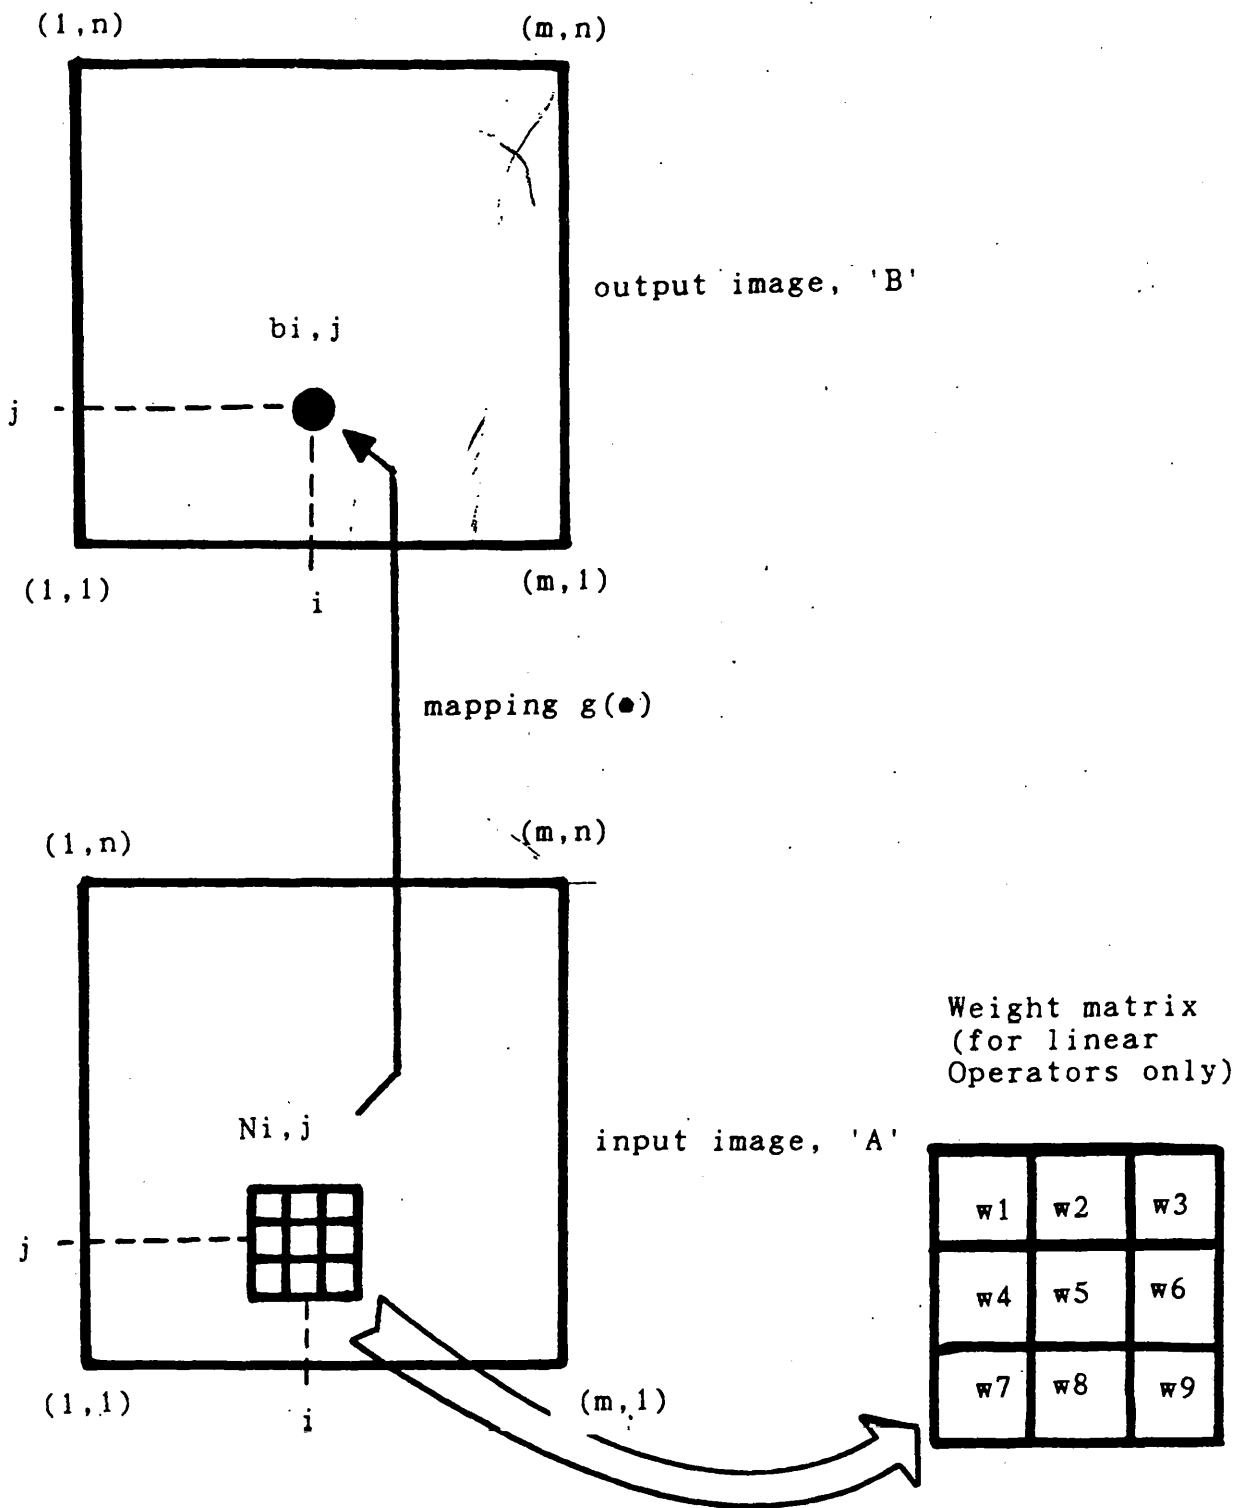 (1,n) (m,n)
output image, 'B'
bi,j
j
(1,1) (m,1)
i
mapping g(●)
(1,n) (m,n)
Weight matrix
(for linear
Operators only)
Ni,j
input image, 'A'
w1 w2 w3
j
w4 w5 w6
w7 w8 w9
(1,1) (m,1)
i